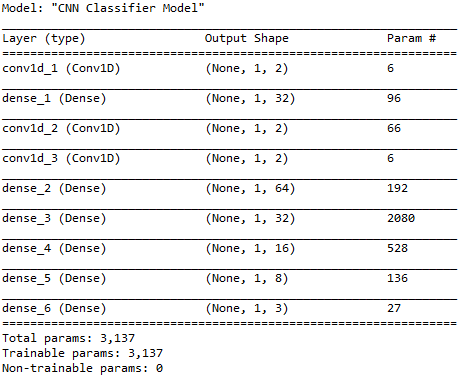 Model: "CNN Classifier Model"
Layer (type) Output Shape Param #
conv1d_1 (Conv1D) (None, 1, 2) 6
dense_1 (Dense) (None, 1, 32) 96
conv1d_2 (Conv1D) (None, 1, 2) 66
conv1d_3 (Conv1D) (None, 1, 2) 6
dense_2 (Dense) (None, 1, 64) 192
dense_3 (Dense) (None, 1, 32) 2080
dense_4 (Dense) (None, 1, 16) 528
dense_5 (Dense) (None, 1, 8) 136
dense_6 (Dense) (None, 1, 3) 27
Total params: 3,137
Trainable params: 3,137
Non-trainable params: 0